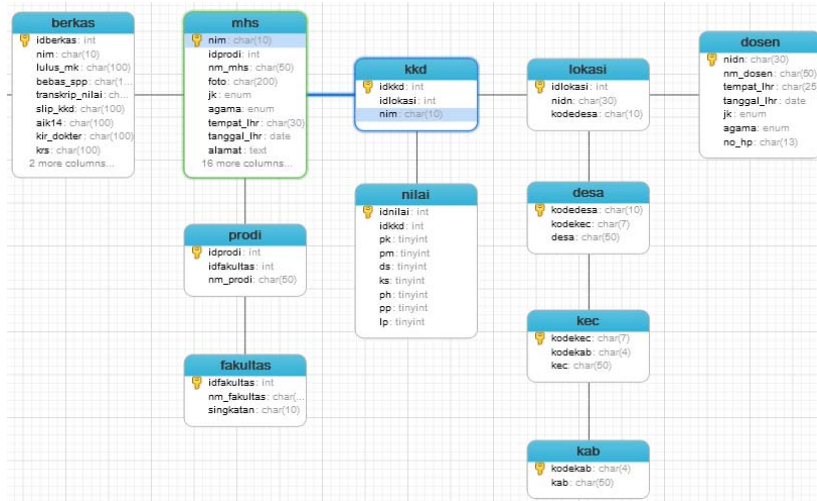 berkas
idberkas: int
nim: char(10)
lulus_mk: char(100)
bebas_spp: char(1...
transkrip_nilai: ch...
slip_kkd: char(100)
aik14: char(100)
kir_dokter: char(100)
krs: char(100)
2 more columns...
mhs
nim: char(10)
idprodi: int
nm_mhs: char(50)
foto: char(200)
jk: enum
agama: enum
tempat_lhr: char(30)
tanggal_lhr: date
alamat: text
16 more columns...
kkd
idkkd: int
idlokasi: int
nim: char(10)
lokasi
idlokasi: int
nidn: char(30)
kodedesa: char(10)
dosen
nidn: char(30)
nm_dosen: char(50)
tempat_lhr: char(25
tanggal_lhr: date
jk: enum
agama: enum
no_hp: char(13)
prodi
idprodi: int
idfakultas: int
nm_prodi: char(50)
nilai
idnilai: int
idkkd: int
pk: tinyint
pm: tinyint
ds: tinyint
ks: tinyint
ph: tinyint
pp: tinyint
lp: tinyint
desa
kodedesa: char(10)
kodekec: char(7)
desa: char(50)
fakultas
idfakultas: int
nm_fakultas: char(...
singkatan: char(10)
kec
kodekec: char(7)
kodekab: char(4)
kec: char(50)
kab
kodekab: char(4)
kab: char(50)